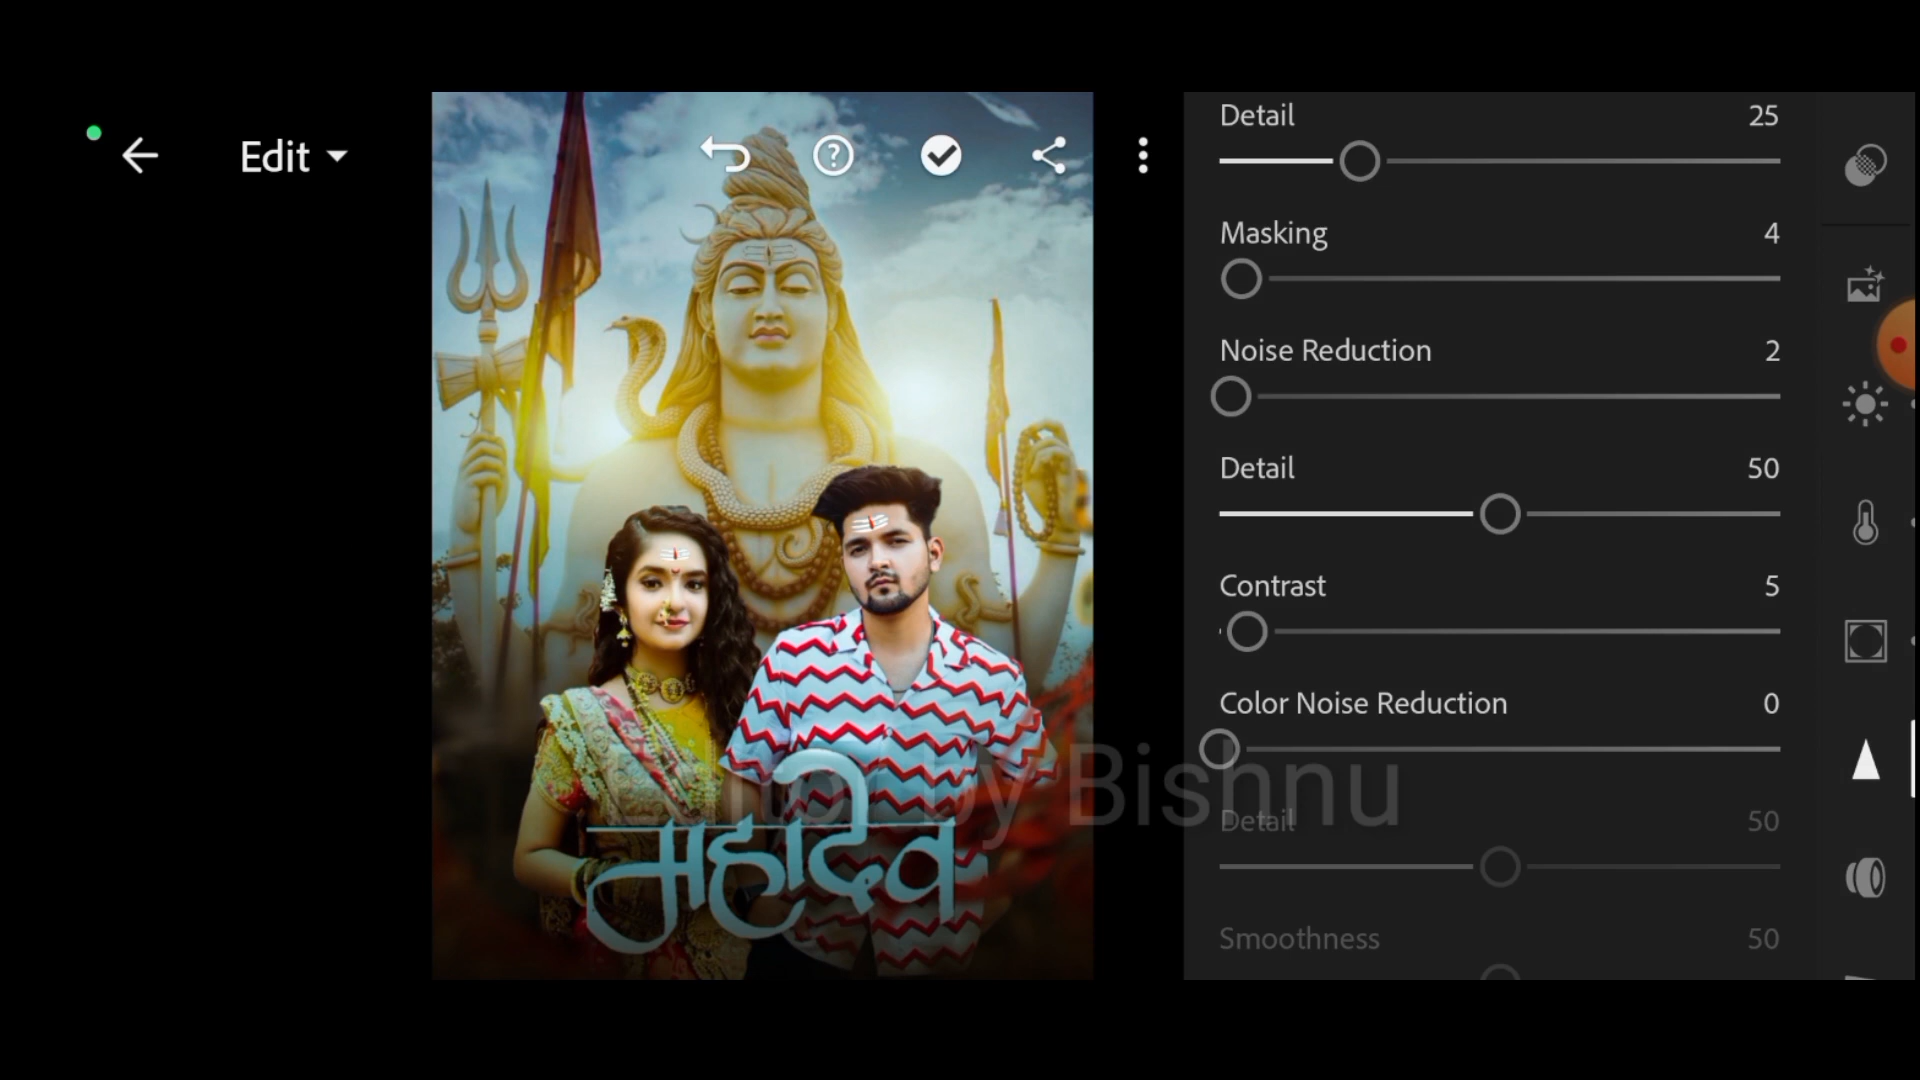 Edit
Detail 25
Masking 4
Noise Reduction 2
Detail 50
Contrast 5
Color Noise Reduction 0
by Bishnu
Detail 50
महादेव
Smoothness 50